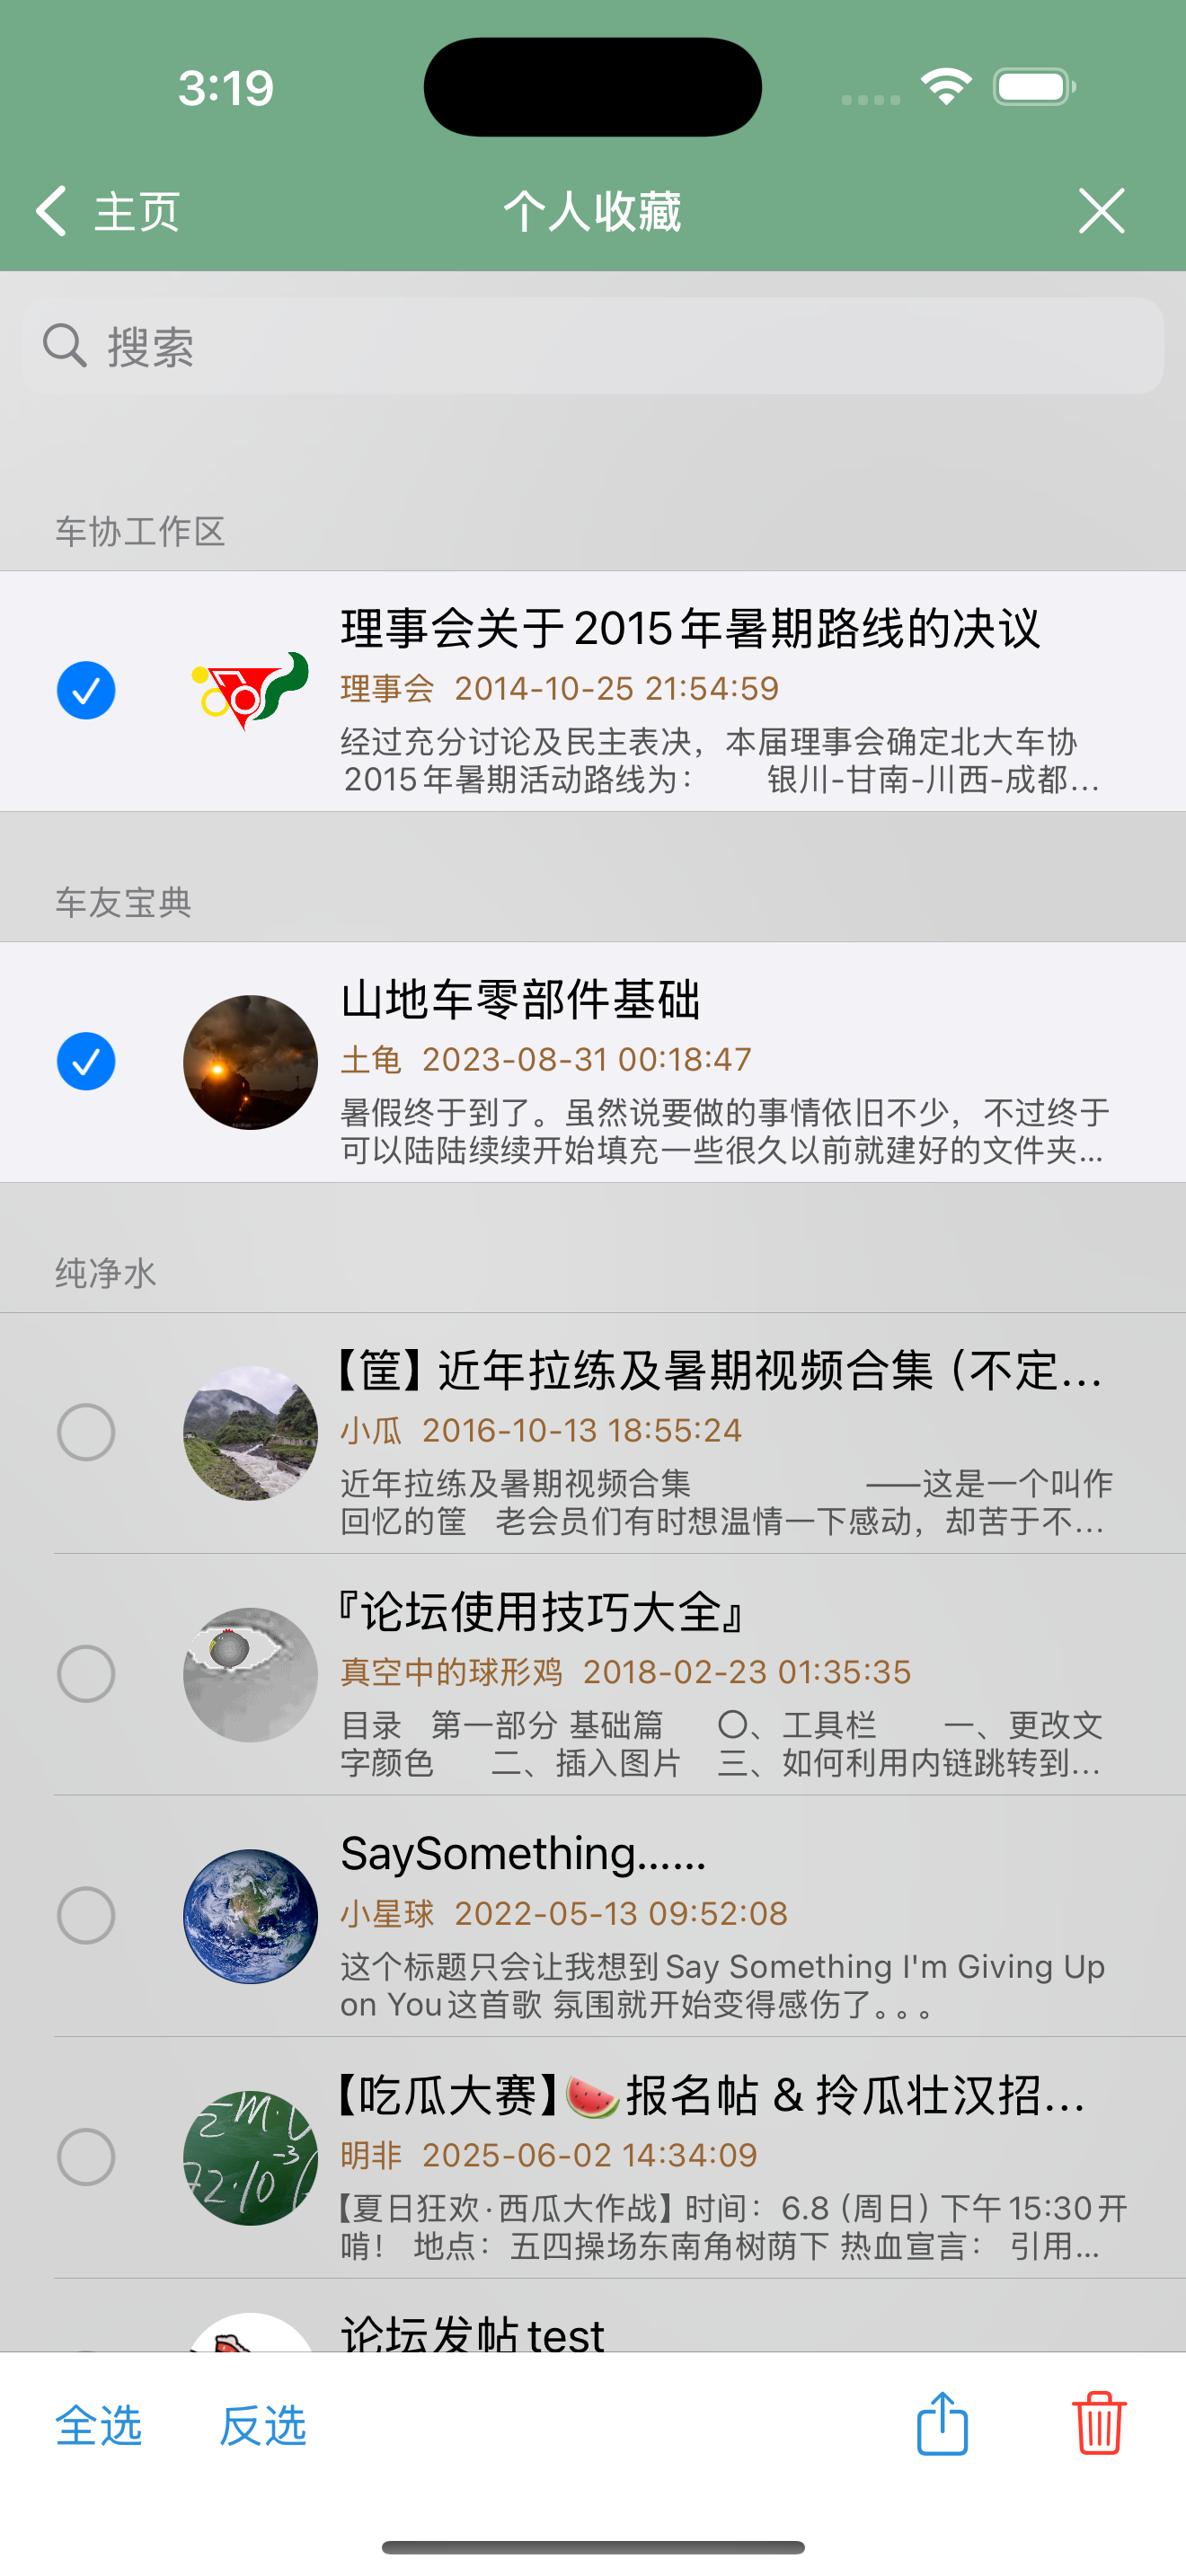 3:19
主页
个人收藏
搜索
车协工作区
理事会关于2015年暑期路线的决议
理事会 2014-10-25 21:54:59
经过充分讨论及民主表决，本届理事会确定北大车协
2015年暑期活动路线为： 银川-甘南-川西-成都...
车友宝典
山地车零部件基础
土龟 2023-08-31 00:18:47
暑假终于到了。虽然说要做的事情依旧不少，不过终于
可以陆陆续续开始填充一些很久以前就建好的文件夹...
纯净水
【筐】近年拉练及暑期视频合集（不定...
小瓜 2016-10-13 18:55:24
近年拉练及暑期视频合集 ——这是一个叫作
回忆的筐 老会员们有时想温情一下感动，却苦于不...
『论坛使用技巧大全』
真空中的球形鸡 2018-02-23 01:35:35
目录 第一部分 基础篇 〇、工具栏 一、更改文
字颜色 二、插入图片 三、如何利用内链跳转到...
SaySomething......
小星球 2022-05-13 09:52:08
这个标题只会让我想到Say Something I'm Giving Up
on You这首歌 氛围就开始变得感伤了。。。
【吃瓜大赛】🍉报名帖 & 拎瓜壮汉招...
明非 2025-06-02 14:34:09
【夏日狂欢·西瓜大作战】时间：6.8（周日）下午15:30开
啃！ 地点：五四操场东南角树荫下 热血宣言： 引用...
论坛发帖test
全选
反选